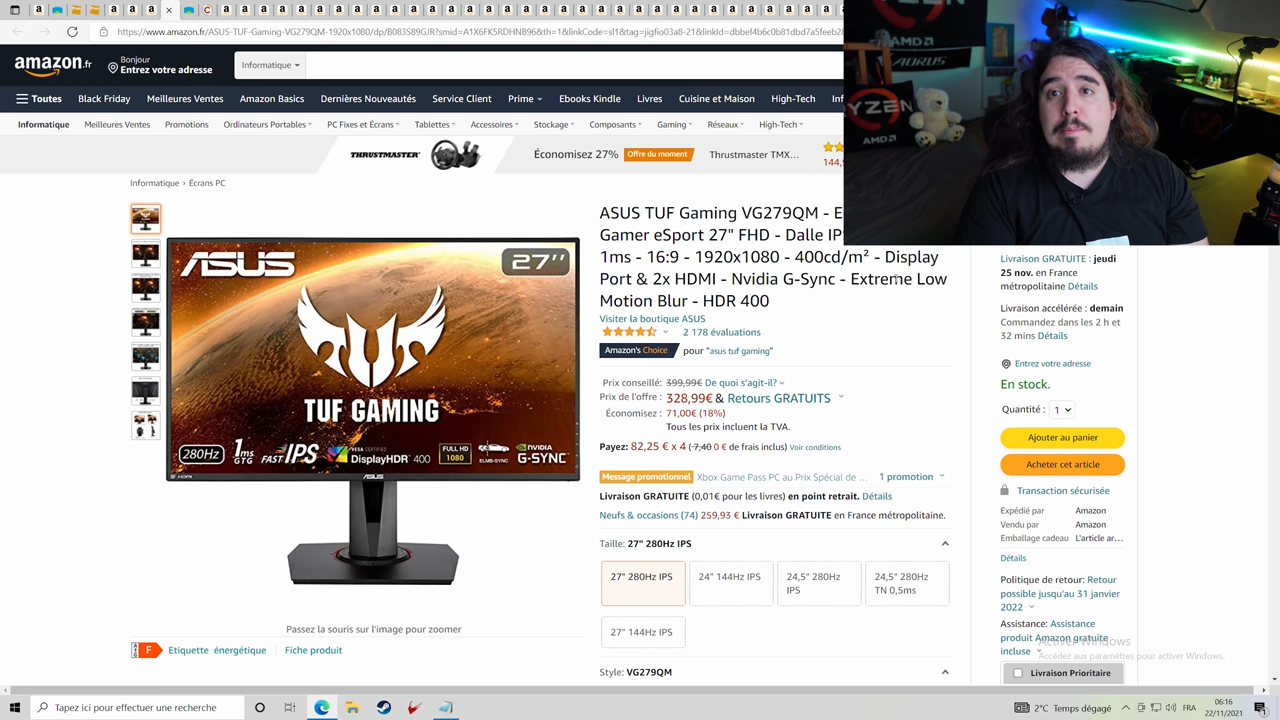 https://www.amazon.fr/ASUS-TUF-Gaming-VG279QM-1920x1080/dp/B083S89GJR?smid=A1X6FK5RDHNB96&th=1&linkCode=sl1&tag=jigfio03a8-21&linkId=dbbef4b6c0b81dbd7a5feeb2
amazon.fr
Bonjour
Entrez votre adresse
Informatique
Toutes Black Friday Meilleures Ventes Amazon Basics Dernières Nouveautés Service Client Prime Ebooks Kindle Livres Cuisine et Maison High-Tech Inf
Informatique Meilleures Ventes Promotions Ordinateurs Portables PC Fixes et Écrans Tablettes Accessoires Stockage Composants Gaming Réseaux High-Tech
THRUSTMASTER Économisez 27% Offre du moment Thrustmaster TMX...
144,
Informatique › Écrans PC
ASUS
27"
TUF
TUF GAMING
280Hz 1ms GTG FAST IPS VESA CERTIFIED DisplayHDR 400 FULL HD 1080 ELMB-SYNC NVIDIA G-SYNC
HDMI
ASUS
Passez la souris sur l'image pour zoomer
F Etiquette énergétique Fiche produit
ASUS TUF Gaming VG279QM - E
Gamer eSport 27" FHD - Dalle IP
1ms - 16:9 - 1920x1080 - 400cd/m² - Display
Port & 2x HDMI - Nvidia G-Sync - Extreme Low
Motion Blur - HDR 400
Visiter la boutique ASUS
2 178 évaluations
Amazon's Choice pour "asus tuf gaming"
Prix conseillé: 399,99€ De quoi s'agit-il?
Prix de l'offre: 328,99€ & Retours GRATUITS
Économisez : 71,00€ (18%)
Tous les prix incluent la TVA.
Payez: 82,25 € x 4 (7,40 0 € de frais inclus) Voir conditions
Message promotionnel Xbox Game Pass PC au Prix Spécial de ... 1 promotion
Livraison GRATUITE (0,01€ pour les livres) en point retrait. Détails
Neufs & occasions (74) 259,93 € Livraison GRATUITE en France métropolitaine.
Taille: 27" 280Hz IPS
27" 280Hz IPS
24" 144Hz IPS
24,5" 280Hz
IPS
24,5" 280Hz
TN 0,5ms
27" 144Hz IPS
Style: VG279QM
RYZEN
AMD
AORUS
RYZEN
AMD
Livraison GRATUITE : jeudi
25 nov. en France
métropolitaine Détails
Livraison accélérée : demain
Commandez dans les 2 h et
32 mins Détails
Entrez votre adresse
En stock.
Quantité : 1
Ajouter au panier
Acheter cet article
Transaction sécurisée
Expédié par Amazon
Vendu par Amazon
Emballage cadeau L'article ar...
Détails
Politique de retour: Retour
possible jusqu'au 31 janvier
2022
Assistance: Assistance
produit Amazon gratuite
incluse
Activer Windows
Accédez aux paramètres pour activer Windows.
Livraison Prioritaire
Tapez ici pour effectuer une recherche
2°C Temps dégagé FRA
06:16
22/11/2021